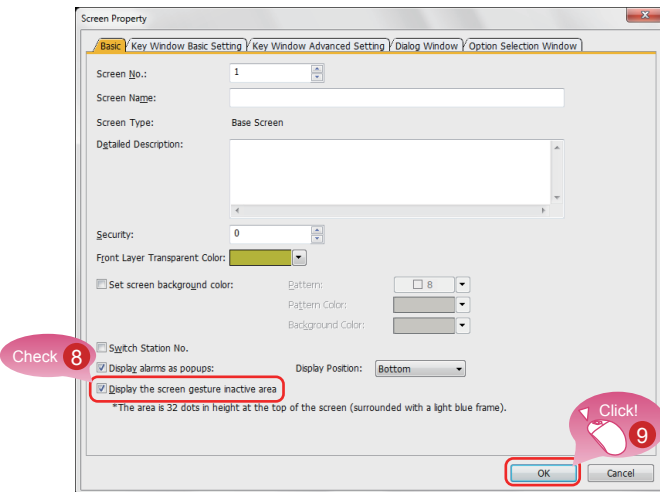 Screen Property
Basic Key Window Basic Setting Key Window Advanced Setting Dialog Window Option Selection Window
Screen No.: 1
Screen Name:
Screen Type: Base Screen
Detailed Description:
Security: 0
Front Layer Transparent Color:
Set screen background color: Pattern: 8
Pattern Color:
Background Color:
Switch Station No.
Check 8
Display alarms as popups: Display Position: Bottom
Display the screen gesture inactive area
*The area is 32 dots in height at the top of the screen (surrounded with a light blue frame).
Click!
9
OK Cancel